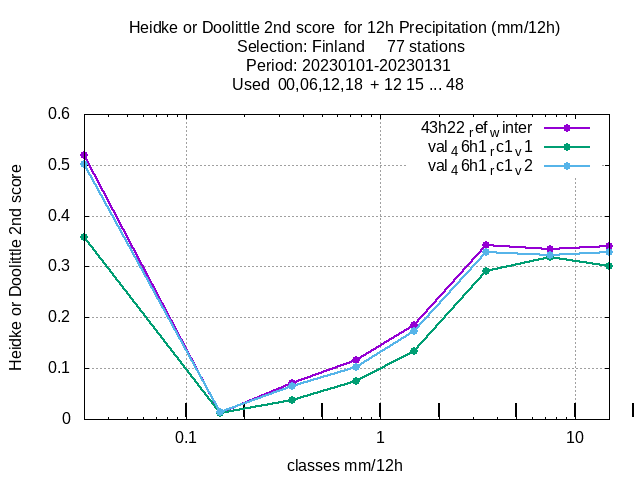 Heidke or Doolittle 2nd score  for 12h Precipitation (mm/12h)
Selection: Finland     77 stations
Period: 20230101-20230131
Used  00,06,12,18  + 12 15 ... 48
43h22_ref_winter
val_46h1_rc1_v1
val_46h1_rc1_v2
Heidke or Doolittle 2nd score
0.6
0.5
0.4
0.3
0.2
0.1
0
0.1
1
10
classes mm/12h